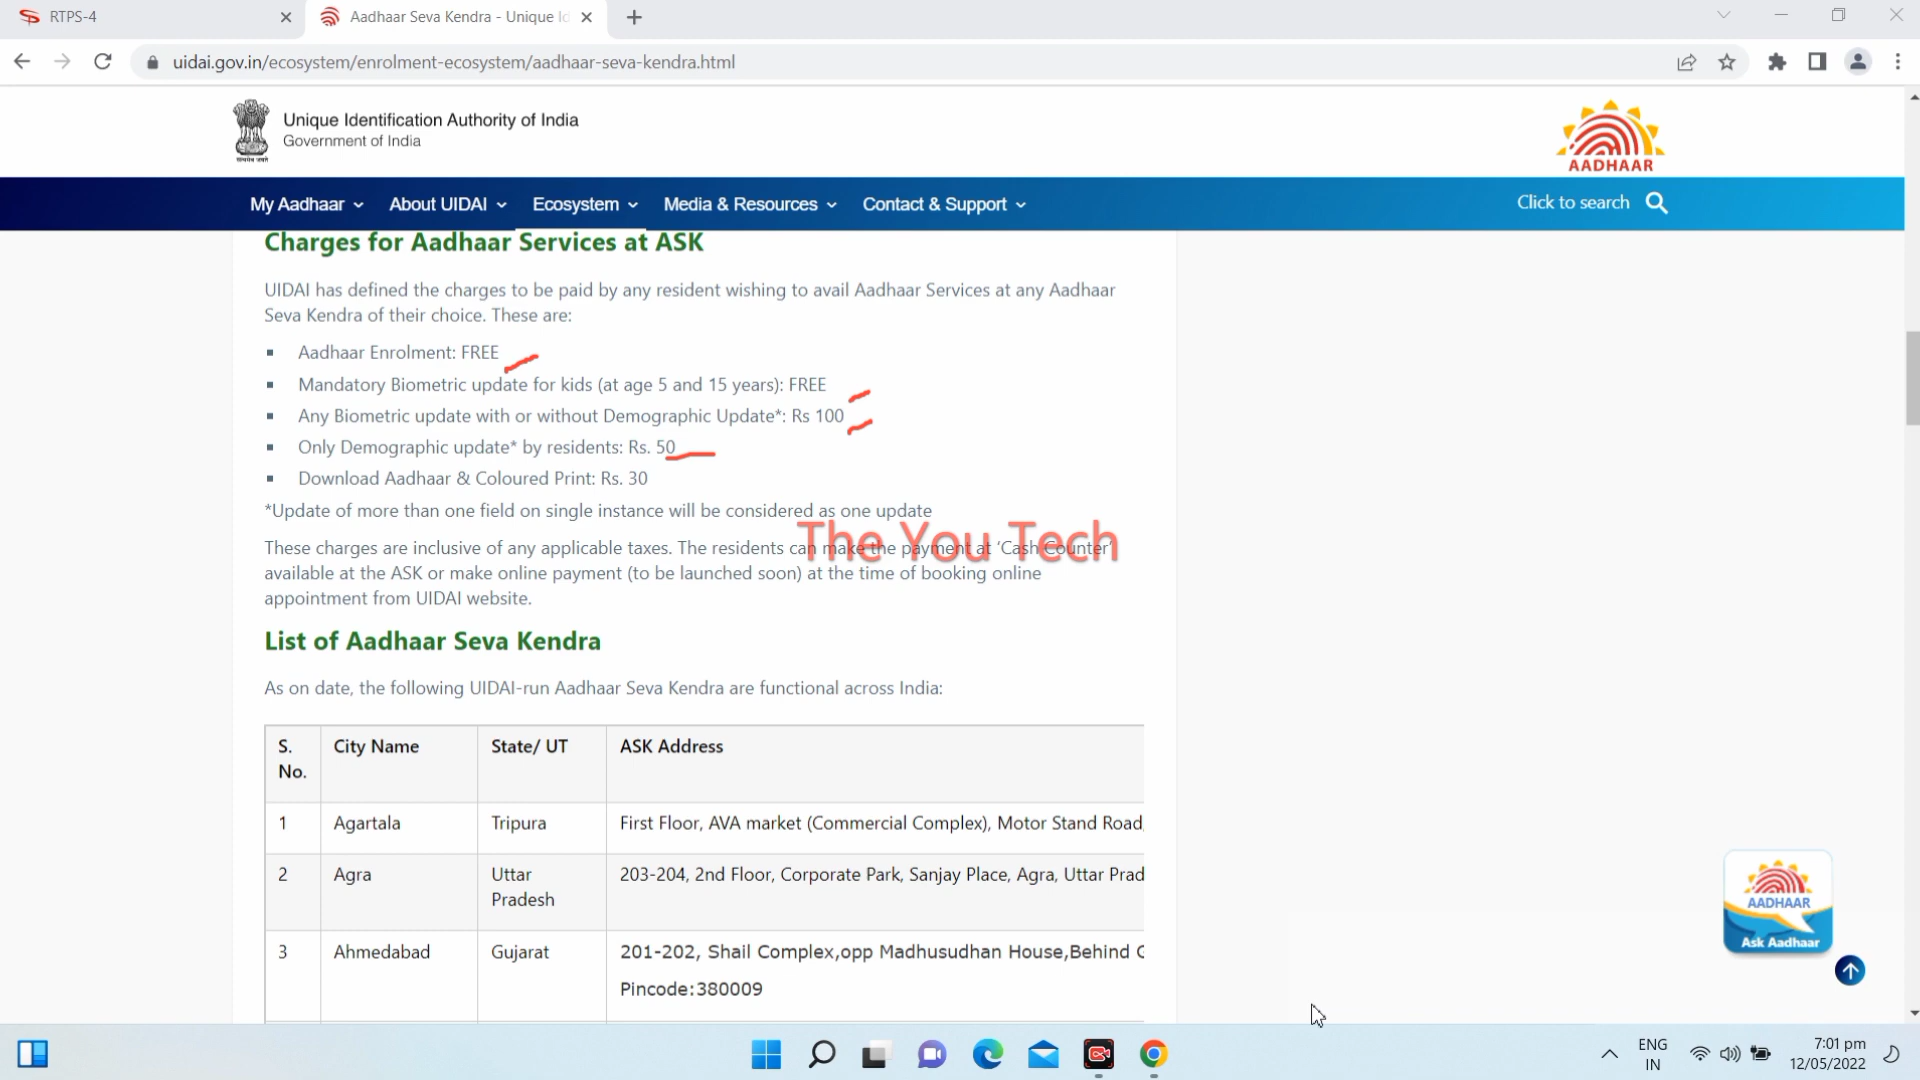 RTPS-4
Aadhaar Seva Kendra - Unique Id
uidai.gov.in/ecosystem/enrolment-ecosystem/aadhaar-seva-kendra.html
Unique Identification Authority of India
Government of India
AADHAAR
My Aadhaar
About UIDAI
Ecosystem
Media & Resources
Contact & Support
Click to search
Charges for Aadhaar Services at ASK
UIDAI has defined the charges to be paid by any resident wishing to avail Aadhaar Services at any Aadhaar
Seva Kendra of their choice. These are:
Aadhaar Enrolment: FREE
Mandatory Biometric update for kids (at age 5 and 15 years): FREE
Any Biometric update with or without Demographic Update*: Rs 100
Only Demographic update* by residents: Rs. 50
Download Aadhaar & Coloured Print: Rs. 30
*Update of more than one field on single instance will be considered as one update
The You Tech
These charges are inclusive of any applicable taxes. The residents can make the payment at ‘Cash Counter’
available at the ASK or make online payment (to be launched soon) at the time of booking online
appointment from UIDAI website.
List of Aadhaar Seva Kendra
As on date, the following UIDAI-run Aadhaar Seva Kendra are functional across India:
S. No. City Name State/ UT ASK Address
1 Agartala Tripura First Floor, AVA market (Commercial Complex), Motor Stand Road,
2 Agra Uttar Pradesh 203-204, 2nd Floor, Corporate Park, Sanjay Place, Agra, Uttar Prad
3 Ahmedabad Gujarat 201-202, Shail Complex,opp Madhusudhan House,Behind
Pincode:380009
AADHAAR
Ask Aadhaar
ENG
IN
7:01 pm
12/05/2022